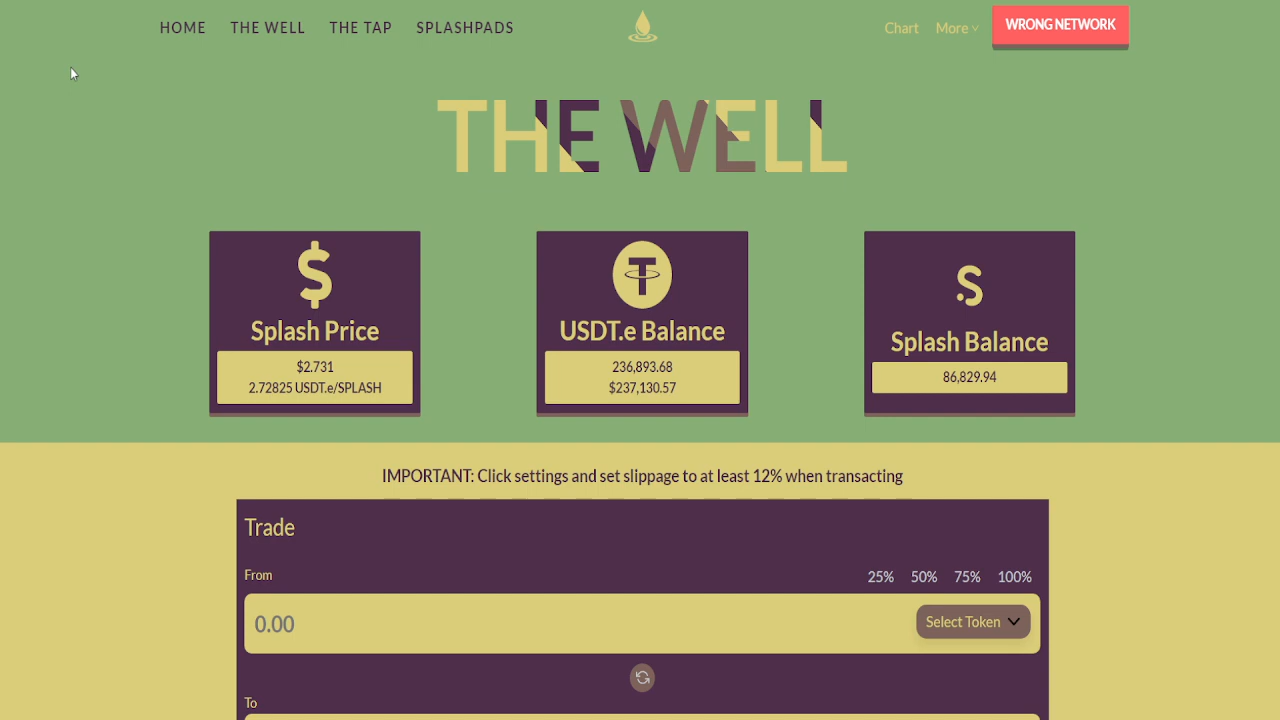 HOME THE WELL THE TAP SPLASHPADS Chart More WRONG NETWORK
THE WELL
Splash Price
$2.731
2.72825 USDT.e/SPLASH
USDT.e Balance
236,893.68
$237,130.57
Splash Balance
86,829.94
IMPORTANT: Click settings and set slippage to at least 12% when transacting
Trade
From 25% 50% 75% 100%
0.00 Select Token
To